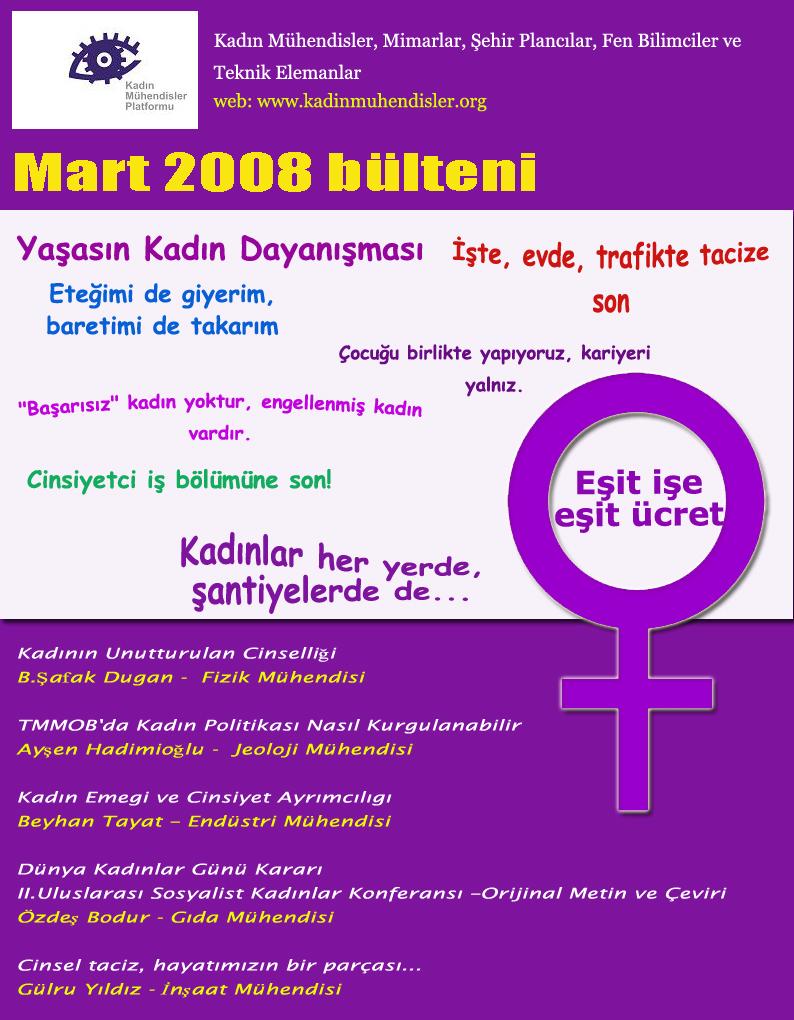 Kadın
Mühendisler
Platformu
Kadın Mühendisler, Mimarlar, Şehir Plancılar, Fen Bilimciler ve
Teknik Elemanlar
web: www.kadinmuhendisler.org
Mart 2008 bülteni
Yaşasın Kadın Dayanışması
İşte, evde, trafikte tacize
son
Eteğimi de giyerim,
baretimi de takarım
Çocuğu birlikte yapıyoruz, kariyeri
yalnız.
"Başarısız" kadın yoktur, engellenmiş kadın
vardır.
Cinsiyetci iş bölümüne son!
Eşit işe
eşit ücret
Kadınlar her yerde,
şantiyelerde de...
Kadının Unutturulan Cinselliği
B.Şafak Dugan - Fizik Mühendisi
TMMOB'da Kadın Politikası Nasıl Kurgulanabilir
Ayşen Hadimioğlu - Jeoloji Mühendisi
Kadın Emegi ve Cinsiyet Ayrımcılıgı
Beyhan Tayat – Endüstri Mühendisi
Dünya Kadınlar Günü Kararı
II.Uluslarası Sosyalist Kadınlar Konferansı –Orijinal Metin ve Çeviri
Özdeş Bodur - Gıda Mühendisi
Cinsel taciz, hayatımızın bir parçası...
Gülru Yıldız - İnşaat Mühendisi